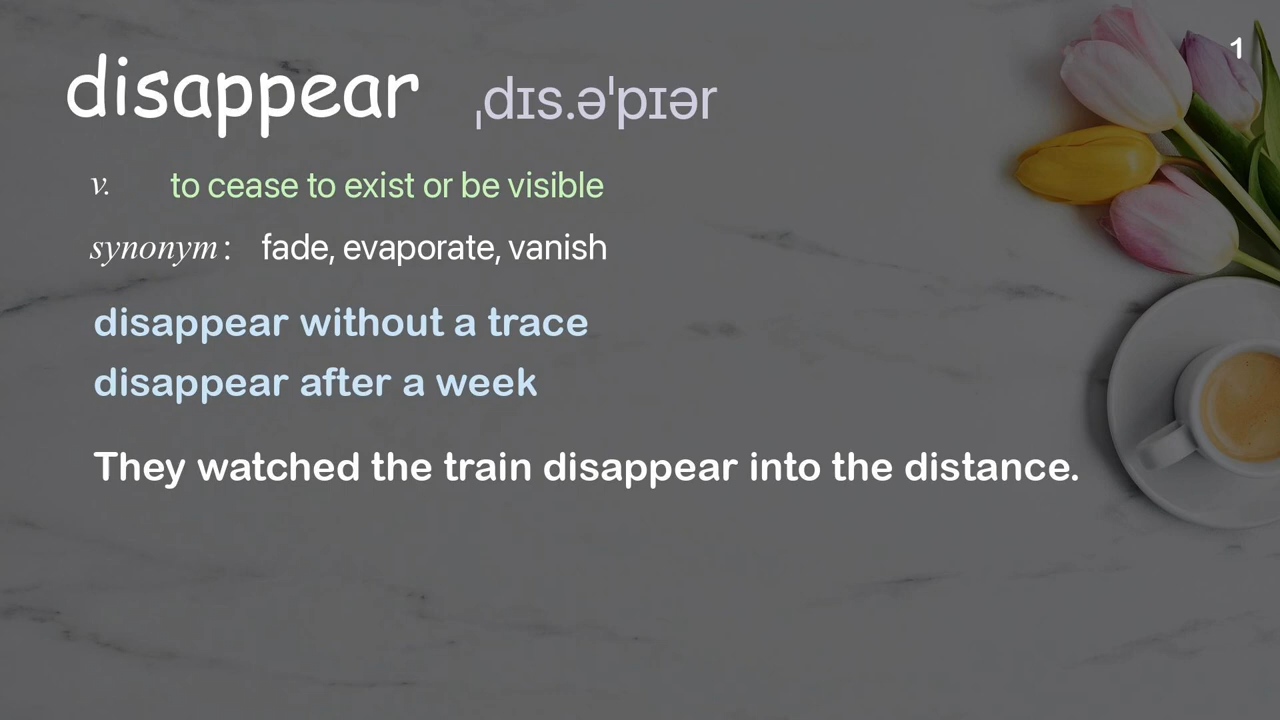 1
disappear ˌdɪs.əˈpɪər
v. to cease to exist or be visible
synonym : fade, evaporate, vanish
disappear without a trace
disappear after a week
They watched the train disappear into the distance.